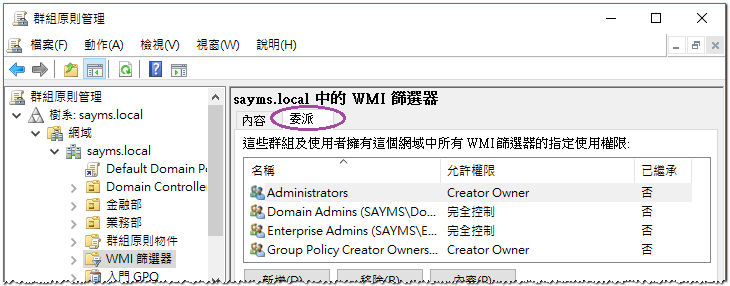 群組原則管理
檔案(F) 動作(A) 檢視(V) 視窗(W) 說明(H)
群組原則管理
樹系: sayms.local
網域
sayms.local
Default Domain Po
Domain Controller
金融部
業務部
群組原則物件
WMI 篩選器
入門 GPO
sayms.local 中的 WMI 篩選器
內容 委派
這些群組及使用者擁有這個網域中所有 WMI 篩選器的指定使用權限:
名稱 允許權限 已繼承
Administrators Creator Owner 否
Domain Admins (SAYMS\Do... 完全控制 否
Enterprise Admins (SAYMS\E... 完全控制 否
Group Policy Creator Owners... Creator Owner 否
新增(D)... 移除(R) 內容(P)